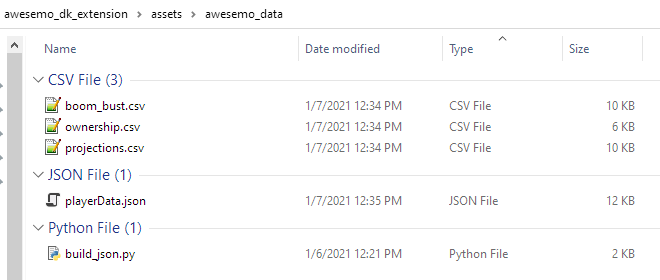 awesemo_dk_extension > assets > awesemo_data
Name Date modified Type Size
CSV File (3)
boom_bust.csv 1/7/2021 12:34 PM CSV File 10 KB
ownership.csv 1/7/2021 12:34 PM CSV File 6 KB
projections.csv 1/7/2021 12:34 PM CSV File 10 KB
JSON File (1)
playerData.json 1/7/2021 12:35 PM JSON File 12 KB
Python File (1)
build_json.py 1/6/2021 12:21 PM Python File 2 KB